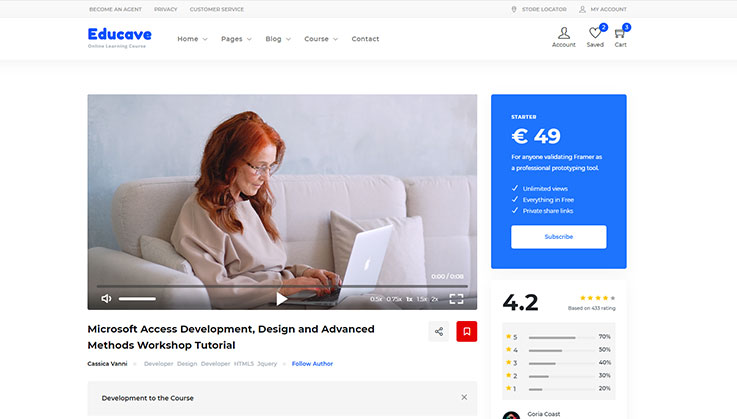 BECOME AN AGENT PRIVACY CUSTOMER SERVICE STORE LOCATOR MY ACCOUNT
Educave
Online Learning Course
Home Pages Blog Course Contact
2 3
Account Saved Cart
STARTER
€ 49
For anyone validating Framer as
a professional prototyping tool.
Unlimited views
Everything in Free
Private share links
Subscribe
0:00 / 0:06
0.5x 0.75x 1x 1.5x 2x
Microsoft Access Development, Design and Advanced
Methods Workshop Tutorial
Cassica Vanni Developer Design Developer HTML5 Jquery Follow Author
Development to the Course
4.2
Based on 433 rating
5 70%
4 50%
3 40%
2 30%
1 20%
Goria Coast